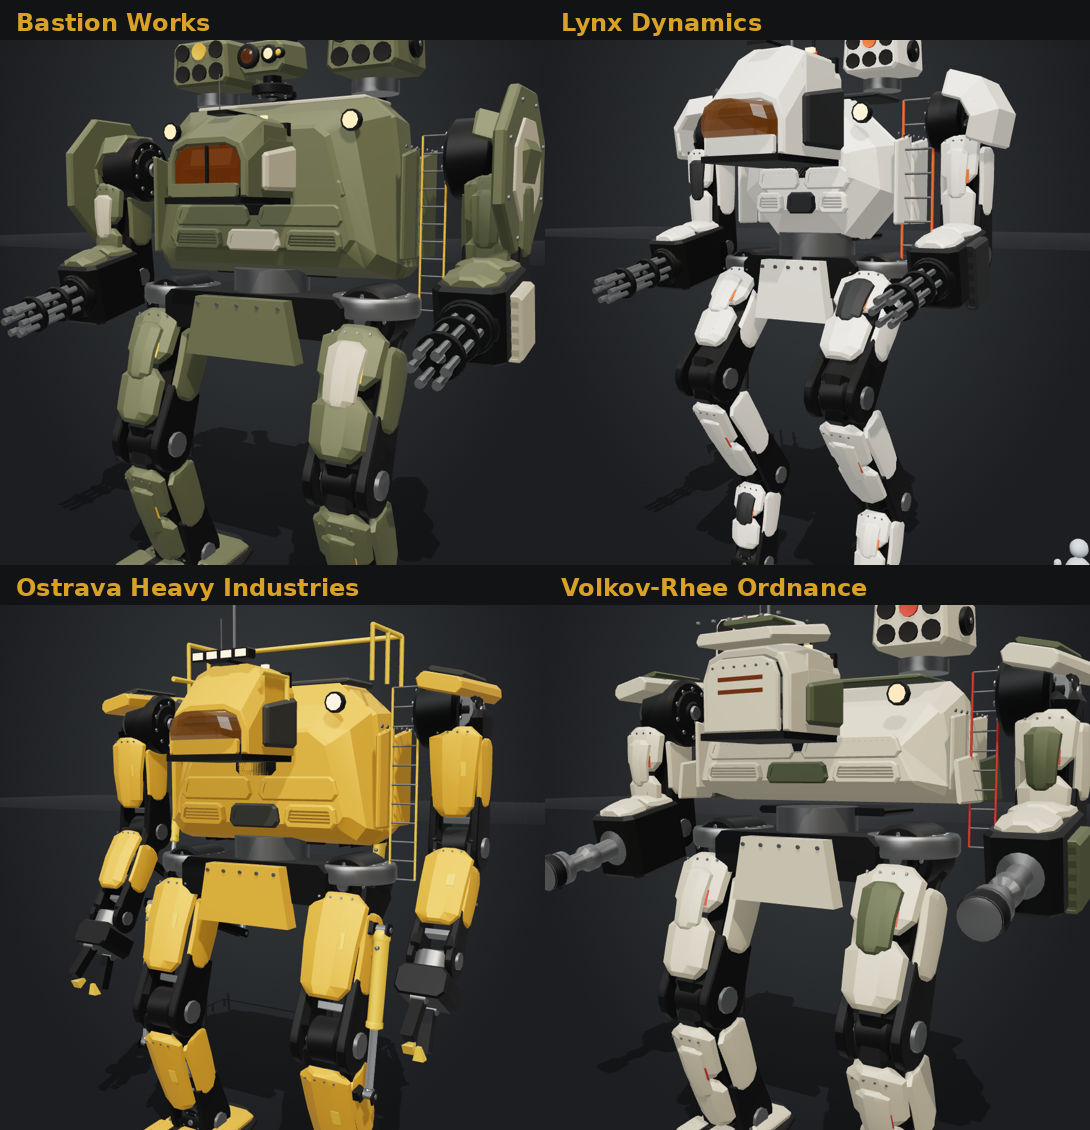 Bastion Works
Lynx Dynamics
Ostrava Heavy Industries
Volkov-Rhee Ordnance